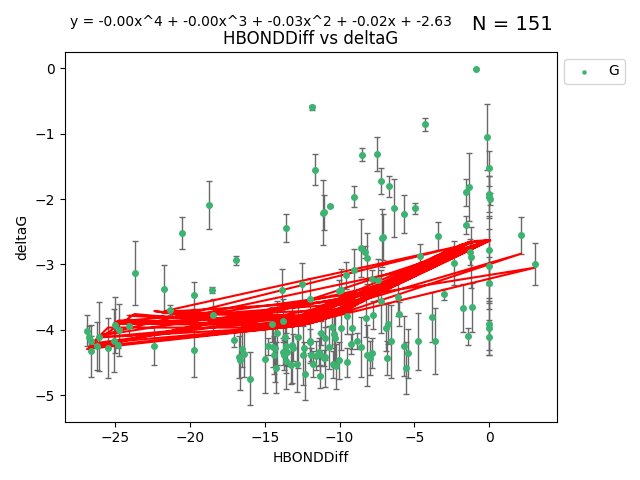 y = -0.00x^4 + -0.00x^3 + -0.03x^2 + -0.02x + -2.63
N = 151
HBONDDiff vs deltaG
G
deltaG
0
−1
−2
−3
−4
−5
−25
−20
−15
−10
−5
0
HBONDDiff